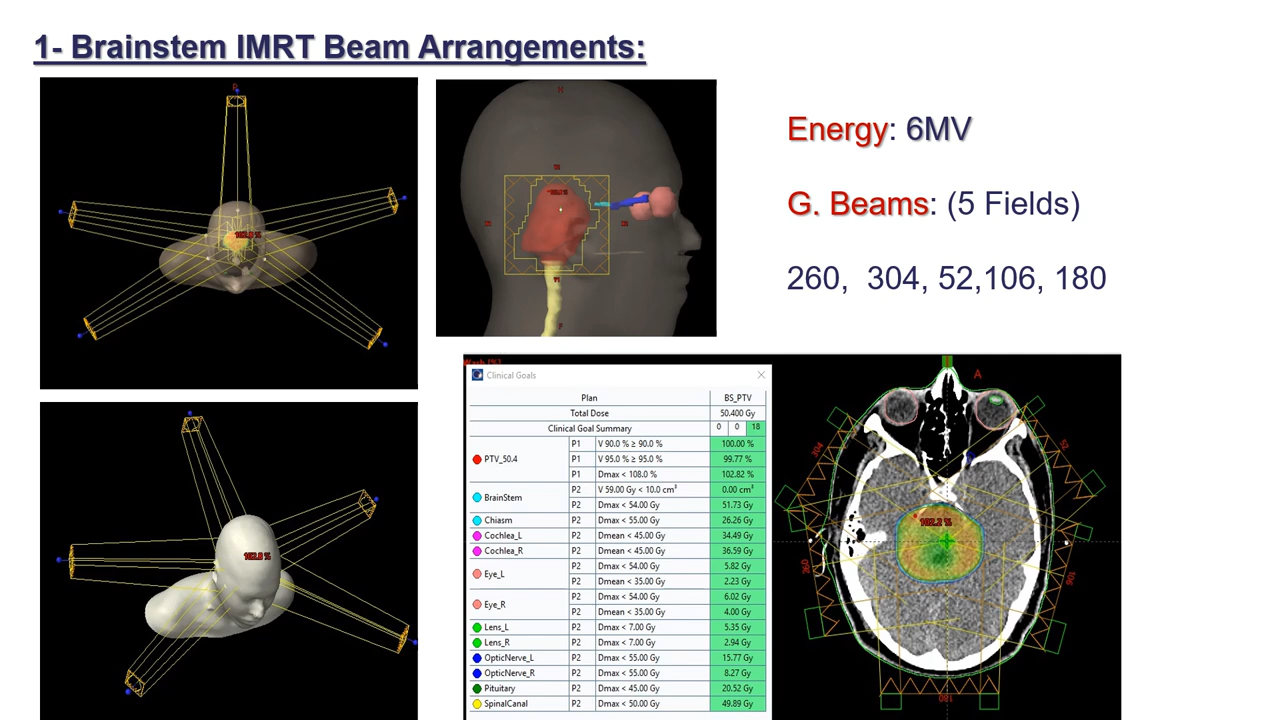 1- Brainstem IMRT Beam Arrangements:
Energy: 6MV
G. Beams: (5 Fields)
260,  304, 52,106, 180
Clinical Goals
Plan BS_PTV
Total Dose 50.400 Gy
Clinical Goal Summary 0 0 18
PTV_50.4 P1 V 90.0 % ≥ 90.0 % 100.00 %
P1 V 95.0 % ≥ 95.0 % 99.77 %
P1 Dmax < 108.0 % 102.82 %
BrainStem P2 V 59.00 Gy < 10.0 cm³ 0.00 cm³
P2 Dmax < 54.00 Gy 51.73 Gy
Chiasm P2 Dmax < 55.00 Gy 26.26 Gy
Cochlea_L P2 Dmean < 45.00 Gy 34.49 Gy
Cochlea_R P2 Dmean < 45.00 Gy 36.59 Gy
Eye_L P2 Dmax < 54.00 Gy 5.82 Gy
P2 Dmean < 35.00 Gy 2.23 Gy
Eye_R P2 Dmax < 54.00 Gy 6.02 Gy
P2 Dmean < 35.00 Gy 4.00 Gy
Lens_L P2 Dmax < 7.00 Gy 5.35 Gy
Lens_R P2 Dmax < 7.00 Gy 2.94 Gy
OpticNerve_L P2 Dmax < 55.00 Gy 15.77 Gy
OpticNerve_R P2 Dmax < 55.00 Gy 8.27 Gy
Pituitary P2 Dmax < 45.00 Gy 20.52 Gy
SpinalCanal P2 Dmax < 50.00 Gy 49.89 Gy
A
304
52
102.2 %
260
106
180